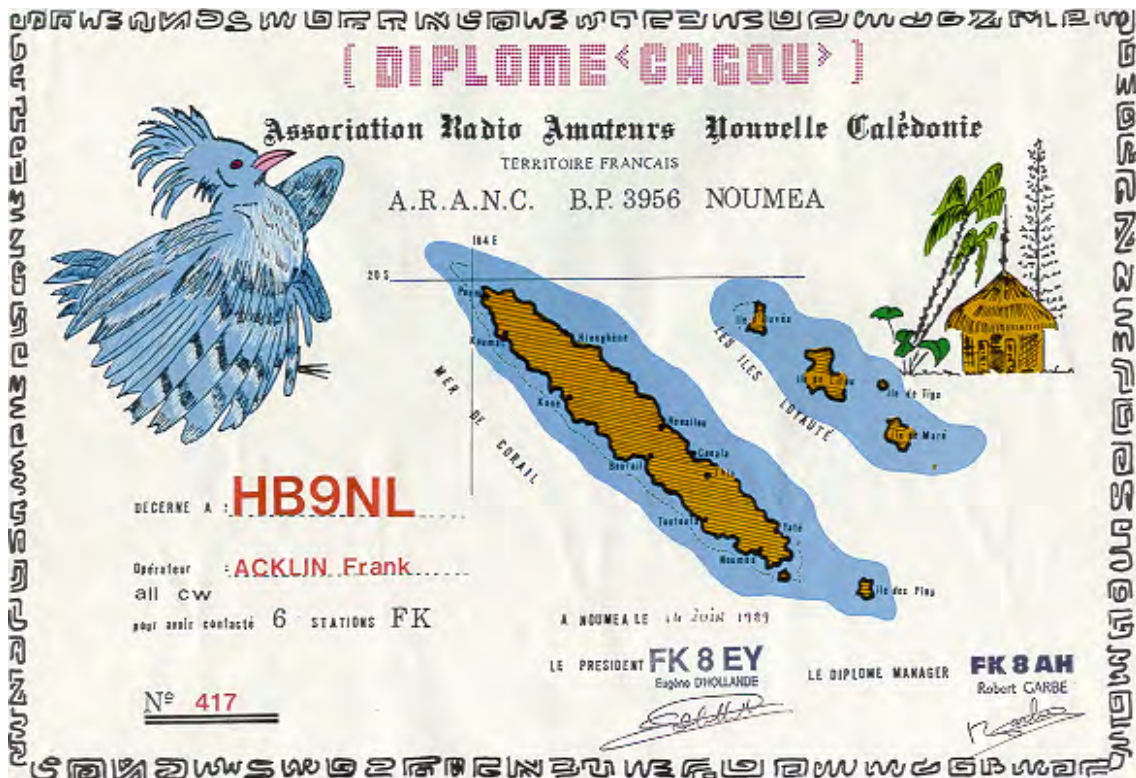 [ DIPLOME <CAGOU> ]
Association Radio Amateurs Nouvelle Calédonie
TERRITOIRE FRANCAIS
A.R.A.N.C. B.P. 3956 NOUMEA
164 E
20 S
Koumac
Hienghène
Koné
Houailou
Canala
Thio
Bourail
Tontouta
Yaté
Nouméa
Ile des Pins
MER DE CORAIL
LES ILES LOYAUTÉ
Ile Ouvéa
Ile de Lifou
Ile de Tiga
Ile de Maré
DECERNE A : HB9NL
Opérateur : ACKLIN Frank
all cw
pour avoir contacté 6 STATIONS FK
A NOUMEA LE 14 Juin 1989
LE PRESIDENT FK 8 EY
Eugène D'HOLLANDE
LE DIPLOME MANAGER FK 8 AH
Robert GARBE
Nº 417